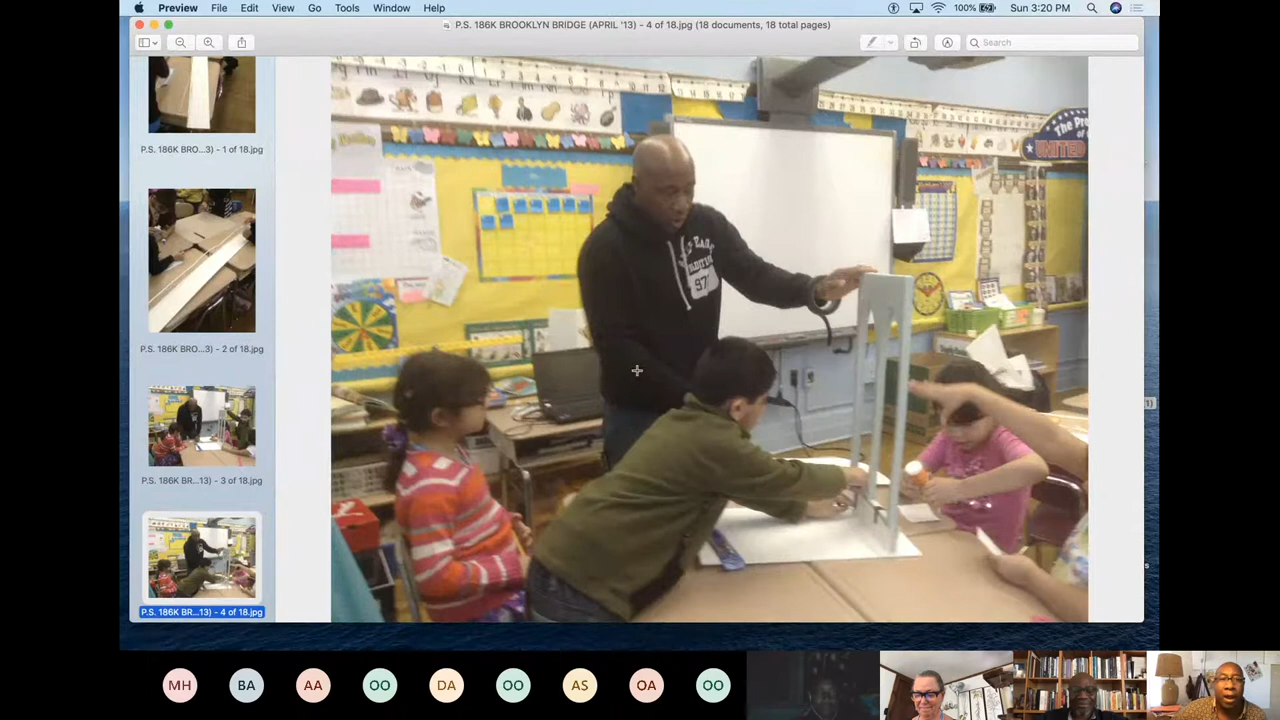 Preview File Edit View Go Tools Window Help
100% Sun 3:20 PM
P.S. 186K BROOKLYN BRIDGE (APRIL '13) - 4 of 18.jpg (18 documents, 18 total pages)
Search
P.S. 186K BRO...3) - 1 of 18.jpg
P.S. 186K BRO...3) - 2 of 18.jpg
P.S. 186K BR...13) - 3 of 18.jpg
P.S. 186K BR...13) - 4 of 18.jpg
The Pre
UNITED
97
MH BA AA OO DA OO AS OA OO